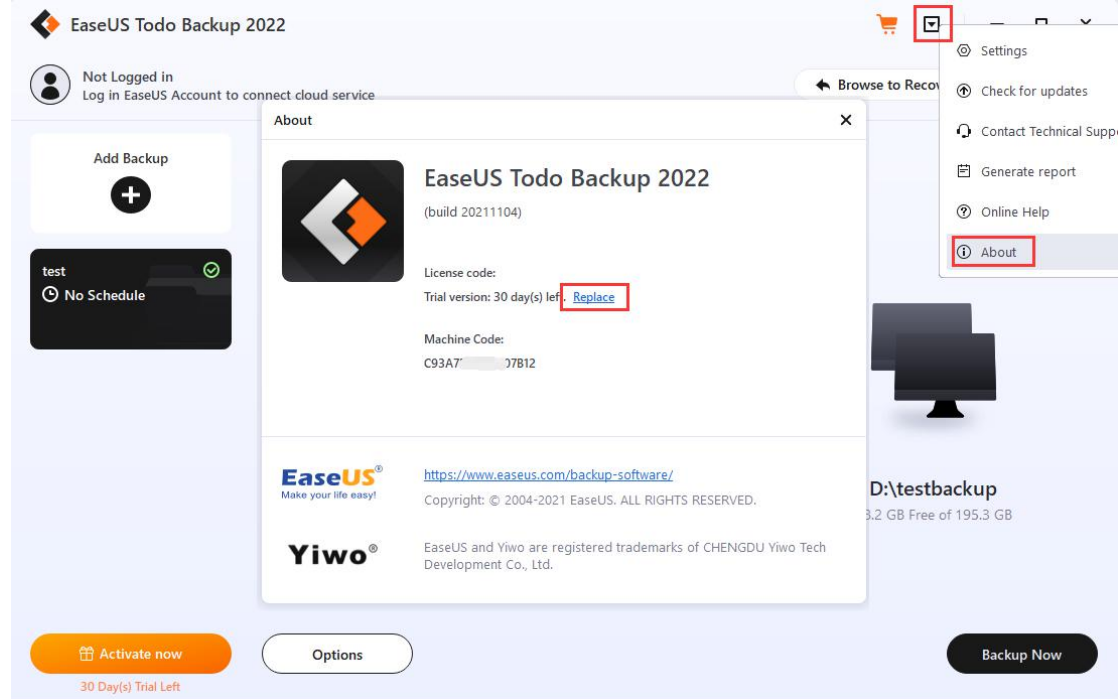 EaseUS Todo Backup 2022
Not Logged in
Log in EaseUS Account to connect cloud service
Browse to Recov
Settings
Check for updates
Contact Technical Supp
Generate report
Online Help
About
Add Backup
test
No Schedule
About
EaseUS Todo Backup 2022
(build 20211104)
License code:
Trial version: 30 day(s) lef. Replace
Machine Code:
C93A7 07B12
EaseUS®
Make your life easy!
https://www.easeus.com/backup-software/
Copyright: © 2004-2021 EaseUS. ALL RIGHTS RESERVED.
Yiwo®
EaseUS and Yiwo are registered trademarks of CHENGDU Yiwo Tech
Development Co., Ltd.
D:\testbackup
3.2 GB Free of 195.3 GB
Activate now
30 Day(s) Trial Left
Options
Backup Now